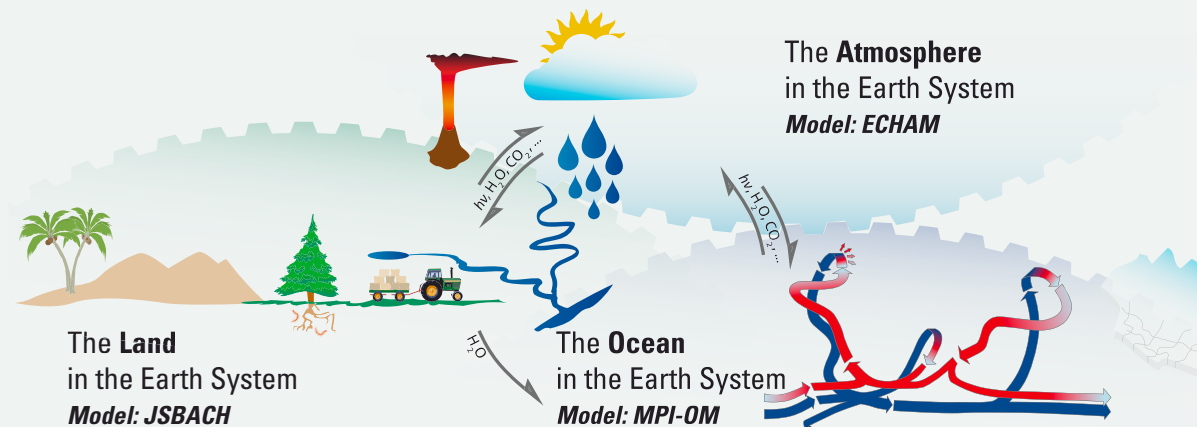 The Atmosphere
in the Earth System
Model: ECHAM
hν, H₂O, CO₂, ...
hν, H₂O, CO₂, ...
The Land
in the Earth System
Model: JSBACH
H₂O
The Ocean
in the Earth System
Model: MPI-OM